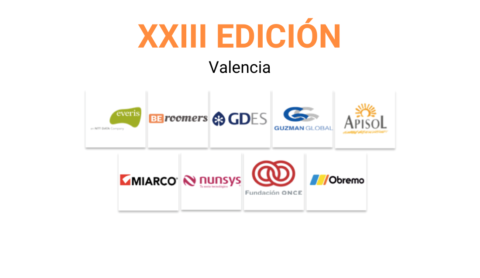 XXIII EDICIÓN
Valencia
everis
BEroomers
GDES
GUZMAN GLOBAL
APISOL
MIARCO
nunsys
Fundación ONCE
Obremo